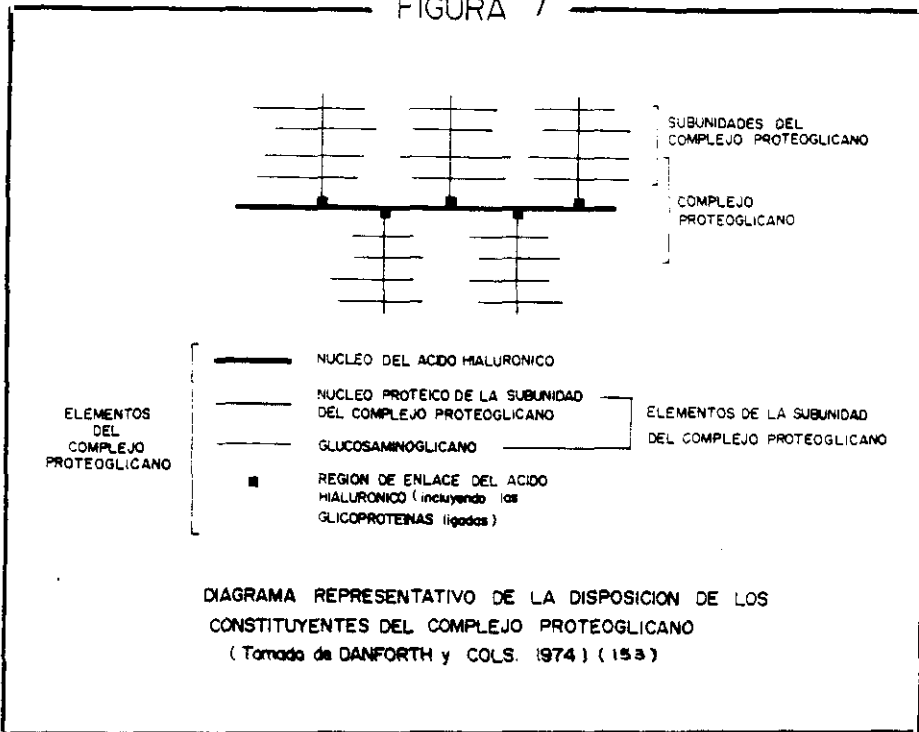 FIGURA 7
SUBUNIDADES DEL
COMPLEJO PROTEOGLICANO
COMPLEJO
PROTEOGLICANO
ELEMENTOS
DEL
COMPLEJO
PROTEOGLICANO
NUCLEO DEL ACIDO HIALURONICO
NUCLEO PROTEICO DE LA SUBUNIDAD
DEL COMPLEJO PROTEOGLICANO
GLUCOSAMINOGLICANO
REGION DE ENLACE DEL ACIDO
HIALURONICO (incluyendo las
GLICOPROTEINAS ligadas)
ELEMENTOS DE LA SUBUNIDAD
DEL COMPLEJO PROTEOGLICANO
DIAGRAMA REPRESENTATIVO DE LA DISPOSICION DE LOS
CONSTITUYENTES DEL COMPLEJO PROTEOGLICANO
(Tomado de DANFORTH y COLS. 1974) (153)